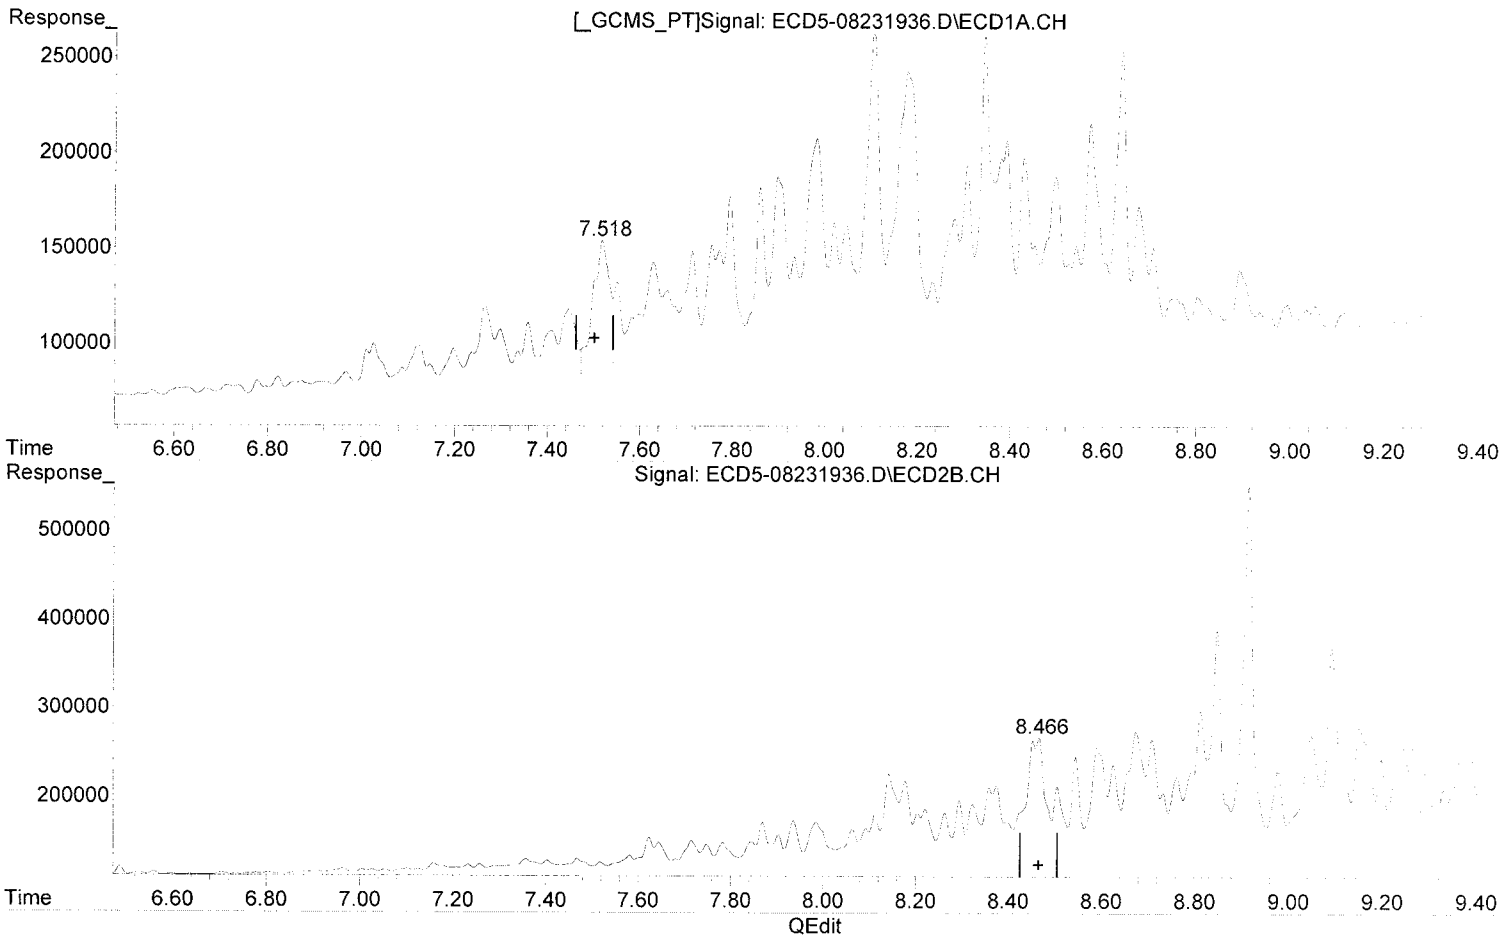 Response_
[_GCMS_PT]Signal: ECD5-08231936.D\ECD1A.CH
250000
200000
150000
100000
7.518
+
Time 6.60 6.80 7.00 7.20 7.40 7.60 7.80 8.00 8.20 8.40 8.60 8.80 9.00 9.20 9.40
Response_
Signal: ECD5-08231936.D\ECD2B.CH
500000
400000
300000
200000
8.466
+
Time 6.60 6.80 7.00 7.20 7.40 7.60 7.80 8.00 8.20 8.40 8.60 8.80 9.00 9.20 9.40
QEdit